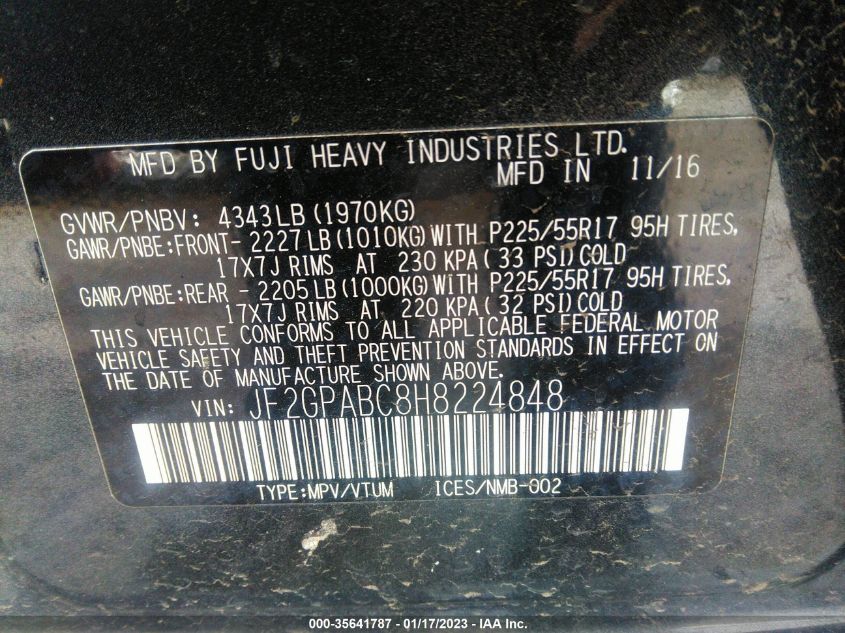 MFD BY FUJI HEAVY INDUSTRIES LTD.
MFD IN 11/16
GVWR/PNBV: 4343LB (1970KG)
GAWR/PNBE:FRONT- 2227LB (1010KG) WITH P225/55R17 95H TIRES,
17X7J RIMS AT 230 KPA ( 33 PSI) COLD
GAWR/PNBE:REAR - 2205LB (1000KG) WITH P225/55R17 95H TIRES,
17X7J RIMS AT 220 KPA ( 32 PSI) COLD
THIS VEHICLE CONFORMS TO ALL APPLICABLE FEDERAL MOTOR
VEHICLE SAFETY AND THEFT PREVENTION STANDARDS IN EFFECT ON
THE DATE OF MANUFACTURE SHOWN ABOVE.
VIN: JF2GPABC8H8224848
TYPE:MPV/VTUM ICES/NMB-002
000-35641787 - 01/17/2023 - IAA Inc.